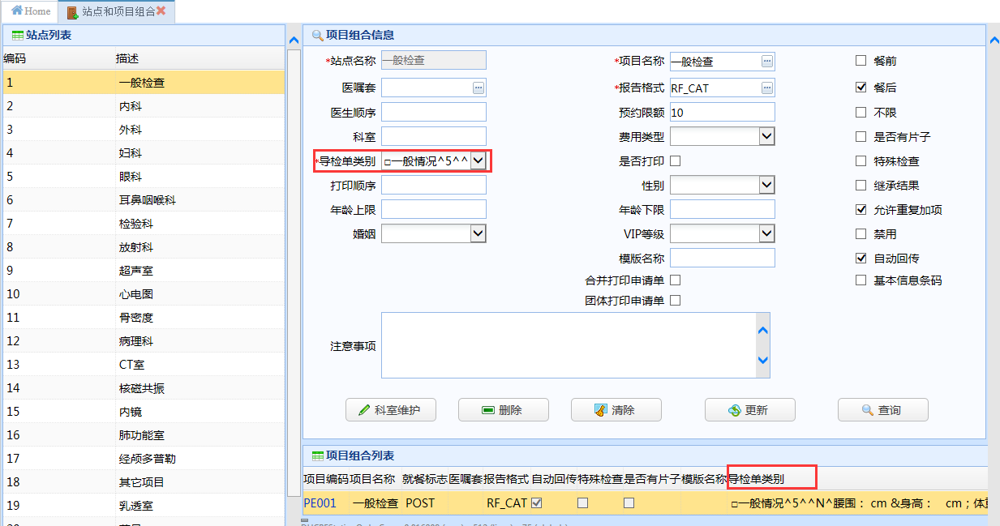 Home 站点和项目组合
站点列表
编码 描述
1 一般检查
2 内科
3 外科
4 妇科
5 眼科
6 耳鼻咽喉科
7 检验科
8 放射科
9 超声室
10 心电图
11 骨密度
12 病理科
13 CT室
14 核磁共振
15 内镜
16 肺功能室
17 经颅多普勒
18 其它项目
19 乳透室
项目组合信息
*站点名称 一般检查 *项目名称 一般检查 餐前
医嘱套 *报告格式 RF_CAT 餐后
医生顺序 预约限额 10 不限
科室 费用类型 是否有片子
*导检单类别 □一般情况^5^^ 是否打印 特殊检查
打印顺序 性别 继承结果
年龄上限 年龄下限 允许重复加项
婚姻 VIP等级 禁用
模版名称 自动回传
合并打印申请单 基本信息条码
团体打印申请单
注意事项
科室维护 删除 清除 更新 查询
项目组合列表
项目编码 项目名称 就餐标志 医嘱套 报告格式 自动回传 特殊检查 是否有片子 模版名称 导检单类别
PE001 一般检查 POST RF_CAT □一般情况^5^^N^腰围： cm &身高： cm；体重